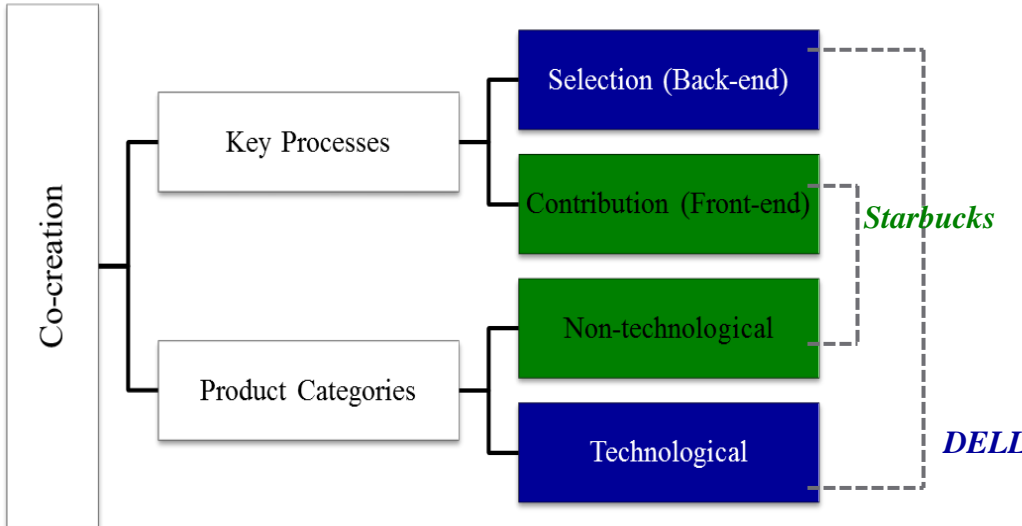 Co-creation
Key Processes
Product Categories
Selection (Back-end)
Contribution (Front-end)
Non-technological
Technological
Starbucks
DELL